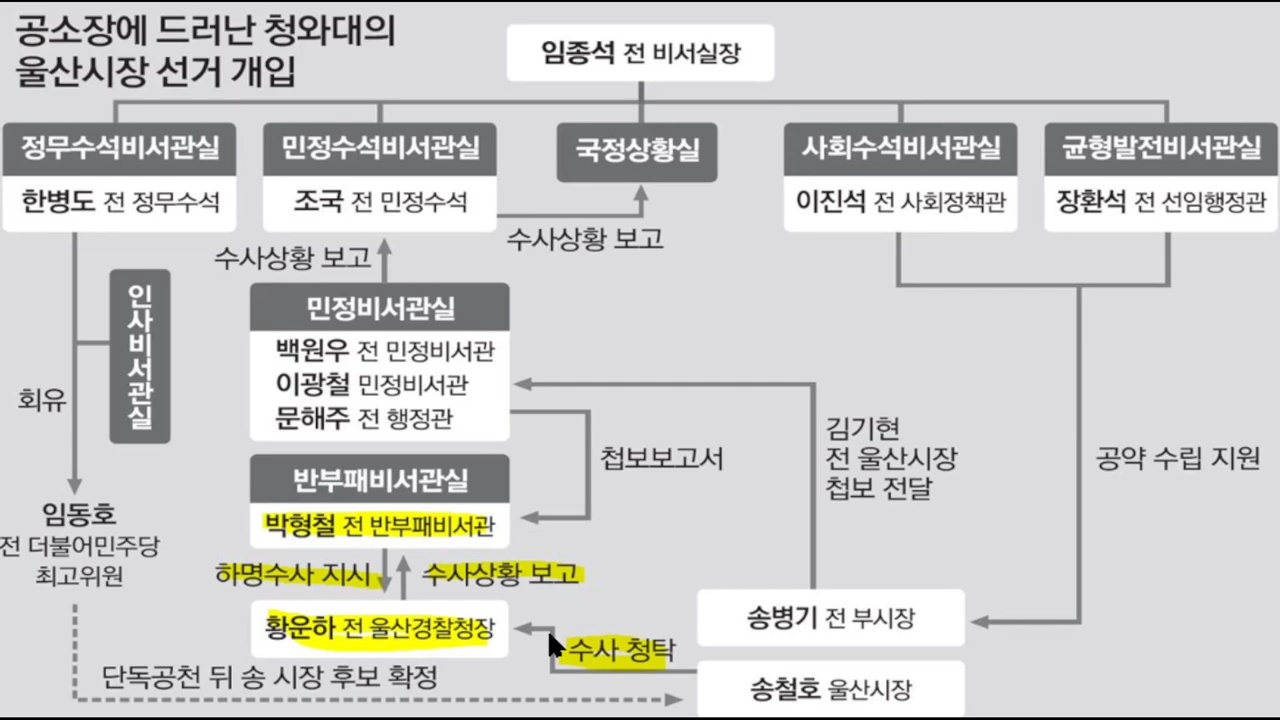 공소장에 드러난 청와대의
울산시장 선거 개입
임종석 전 비서실장
정무수석비서관실
한병도 전 정무수석
민정수석비서관실
조국 전 민정수석
국정상황실
사회수석비서관실
이진석 전 사회정책관
균형발전비서관실
장환석 전 선임행정관
수사상황 보고
수사상황 보고
인사비서관실
회유
민정비서관실
백원우 전 민정비서관
이광철 민정비서관
문해주 전 행정관
첩보보고서
김기현
전 울산시장
첩보 전달
공약 수립 지원
반부패비서관실
박형철 전 반부패비서관
임동호
전 더불어민주당
최고위원
하명수사 지시
수사상황 보고
황운하 전 울산경찰청장
수사 청탁
송병기 전 부시장
단독공천 뒤 송 시장 후보 확정
송철호 울산시장